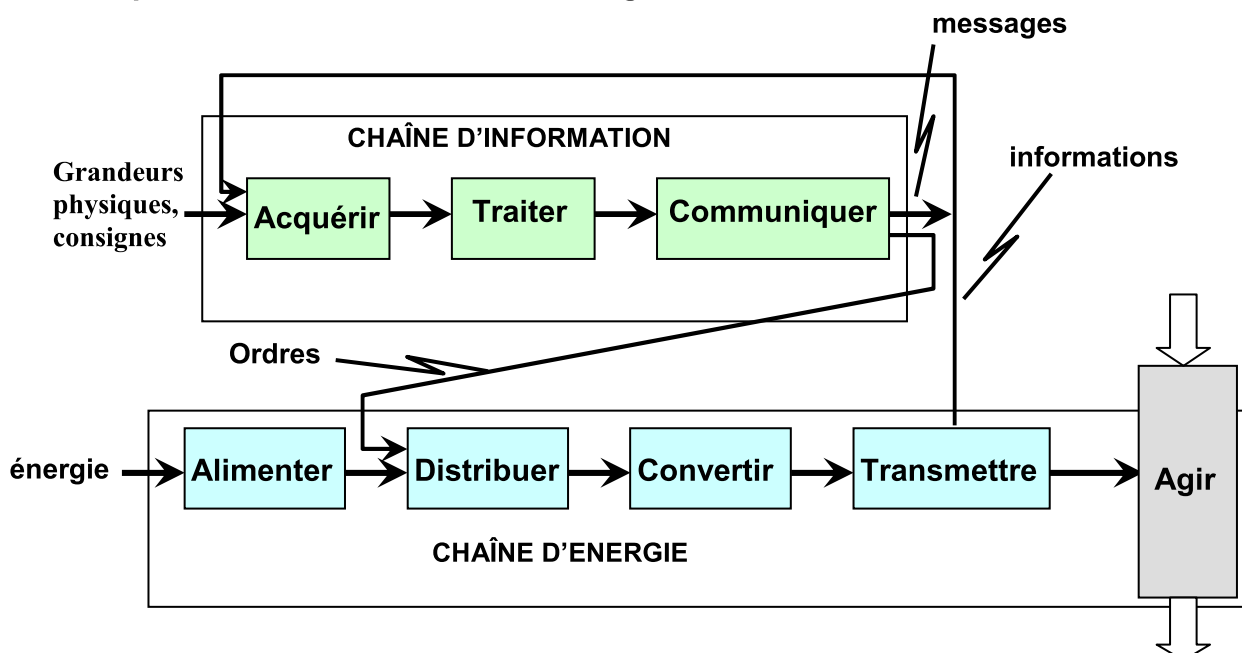 messages
CHAÎNE D'INFORMATION
informations
Grandeurs
physiques,
consignes
Acquérir
Traiter
Communiquer
Ordres
énergie
Alimenter
Distribuer
Convertir
Transmettre
Agir
CHAÎNE D'ENERGIE